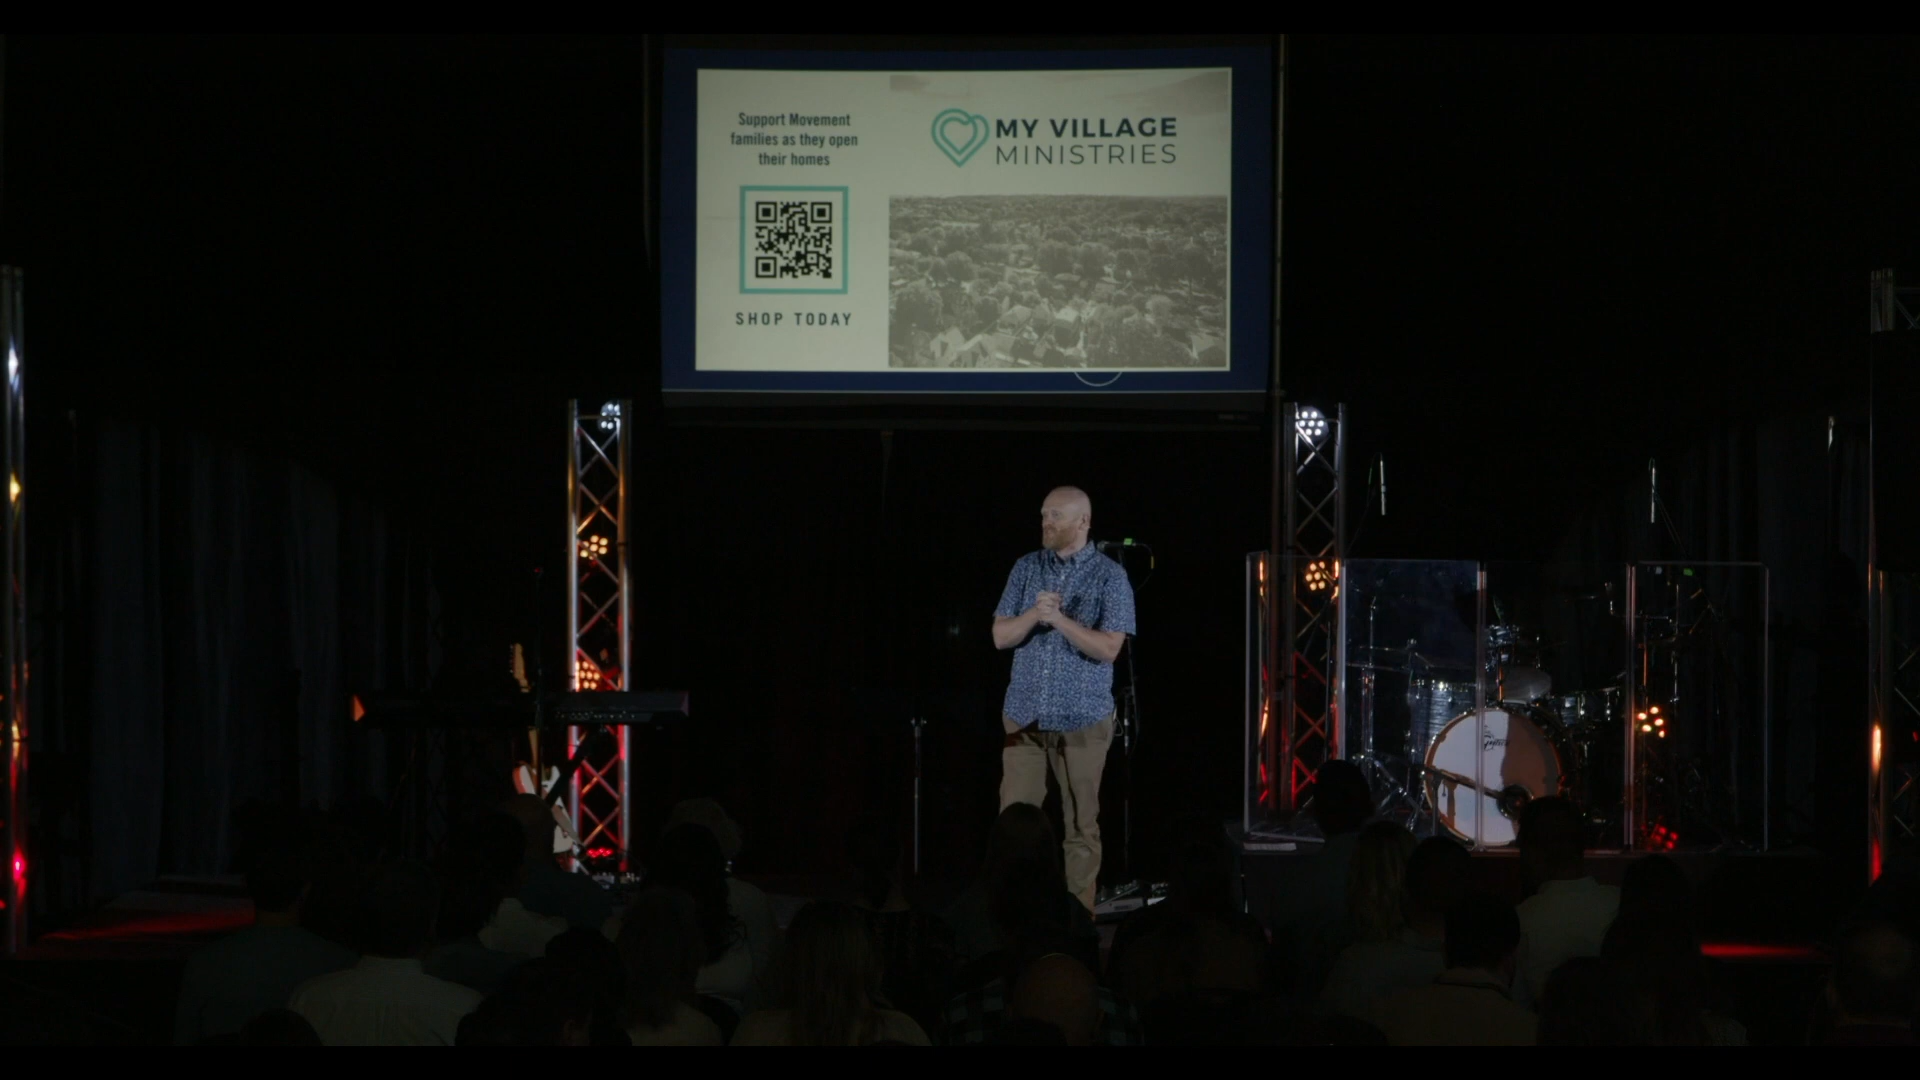 Support Movement
families as they open
their homes
SHOP TODAY
MY VILLAGE
MINISTRIES